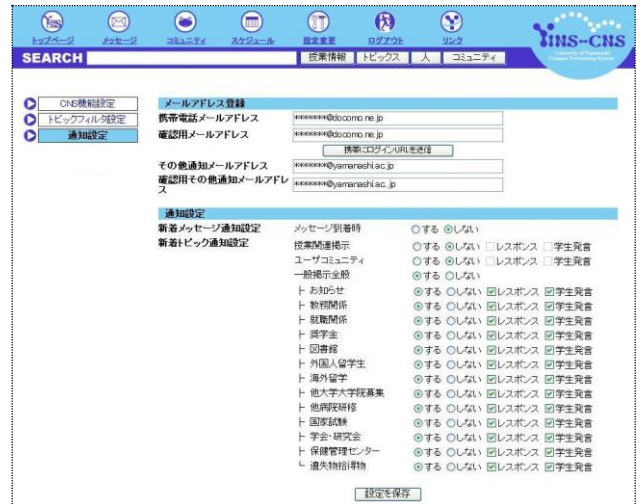 トップページ メッセージ コミュニティ スケジュール 設定変更 ログアウト リンク
YINS-CNS
University of Yamanashi
Campus Networking System
SEARCH 授業情報 トピックス 人 コミュニティ
CNS機能設定
トピックフィルタ設定
通知設定
メールアドレス登録
携帯電話メールアドレス ********@docomo.ne.jp
確認用メールアドレス ********@docomo.ne.jp
携帯にログインURLを送信
その他通知メールアドレス ********@yamanashi.ac.jp
確認用その他通知メールアドレス ********@yamanashi.ac.jp
通知設定
新着メッセージ通知設定 メッセージ到着時 する しない
新着トピック通知設定 授業関連掲示 する しない レスポンス 学生発言
ユーザコミュニティ する しない レスポンス 学生発言
一般掲示全般 する しない
├ お知らせ する しない レスポンス 学生発言
├ 教務関係 する しない レスポンス 学生発言
├ 就職関係 する しない レスポンス 学生発言
├ 奨学金 する しない レスポンス 学生発言
├ 図書館 する しない レスポンス 学生発言
├ 外国人留学生 する しない レスポンス 学生発言
├ 海外留学 する しない レスポンス 学生発言
├ 他大学大学院募集 する しない レスポンス 学生発言
├ 他病院研修 する しない レスポンス 学生発言
├ 国家試験 する しない レスポンス 学生発言
├ 学会・研究会 する しない レスポンス 学生発言
├ 保健管理センター する しない レスポンス 学生発言
└ 遺失物拾得物 する しない レスポンス 学生発言
設定を保存